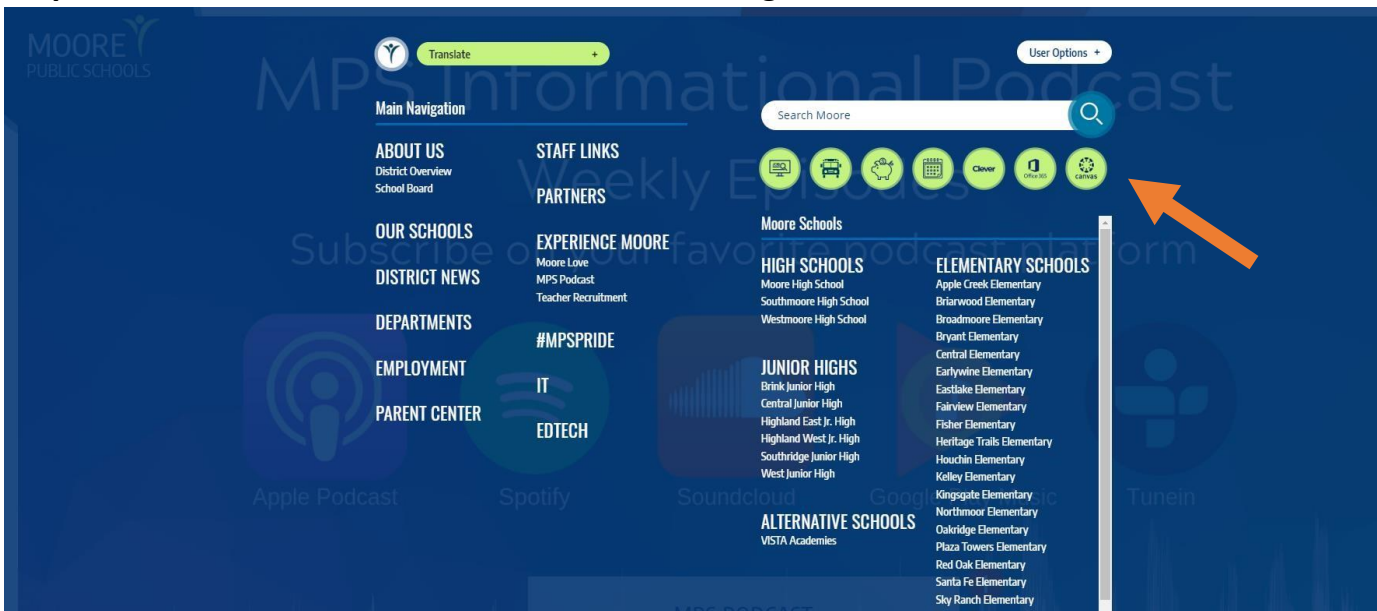 MOORE
PUBLIC SCHOOLS
Translate +
User Options +
MPS Informational Podcast
Main Navigation
Search Moore
ABOUT US
District Overview
School Board
OUR SCHOOLS
DISTRICT NEWS
DEPARTMENTS
EMPLOYMENT
PARENT CENTER
STAFF LINKS
PARTNERS
EXPERIENCE MOORE
Moore Love
MPS Podcast
Teacher Recruitment
#MPSPRIDE
IT
EDTECH
Clever
Office 365
canvas
Weekly Episodes
Subscribe on your favorite podcast platform
Moore Schools
HIGH SCHOOLS
Moore High School
Southmoore High School
Westmoore High School
JUNIOR HIGHS
Brink Junior High
Central Junior High
Highland East Jr. High
Highland West Jr. High
Southridge Junior High
West Junior High
ALTERNATIVE SCHOOLS
VISTA Academies
ELEMENTARY SCHOOLS
Apple Creek Elementary
Briarwood Elementary
Broadmoore Elementary
Bryant Elementary
Central Elementary
Earlywine Elementary
Eastlake Elementary
Fairview Elementary
Fisher Elementary
Heritage Trails Elementary
Houchin Elementary
Kelley Elementary
Kingsgate Elementary
Northmoor Elementary
Oakridge Elementary
Plaza Towers Elementary
Red Oak Elementary
Santa Fe Elementary
Sky Ranch Elementary
Apple Podcast
Spotify
Soundcloud
Tunein
MPS PODCAST